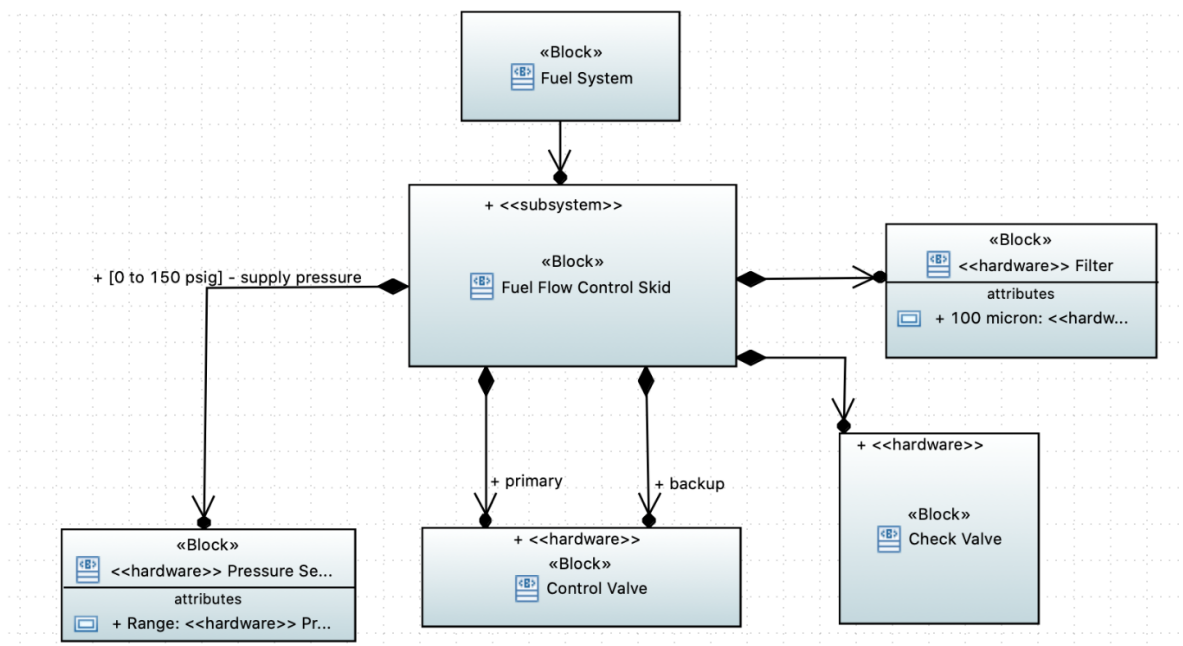 «Block»
Fuel System
+ <<subsystem>>
«Block»
Fuel Flow Control Skid
+ [0 to 150 psig] - supply pressure
«Block»
<<hardware>> Filter
attributes
+ 100 micron: <<hardw...
+ primary
+ backup
+ <<hardware>>
«Block»
Check Valve
«Block»
<<hardware>> Pressure Se...
attributes
+ Range: <<hardware>> Pr...
+ <<hardware>>
«Block»
Control Valve